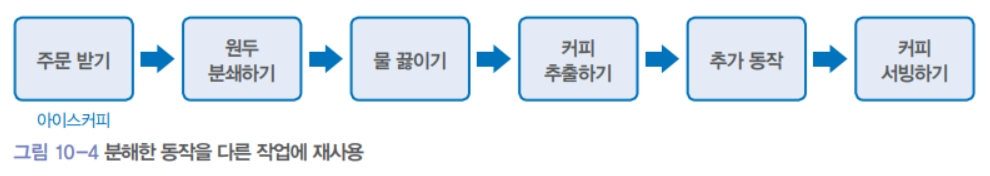 주문 받기
원두
분쇄하기
물 끓이기
커피
추출하기
추가 동작
커피
서빙하기
아이스커피
그림 10-4 분해한 동작을 다른 작업에 재사용